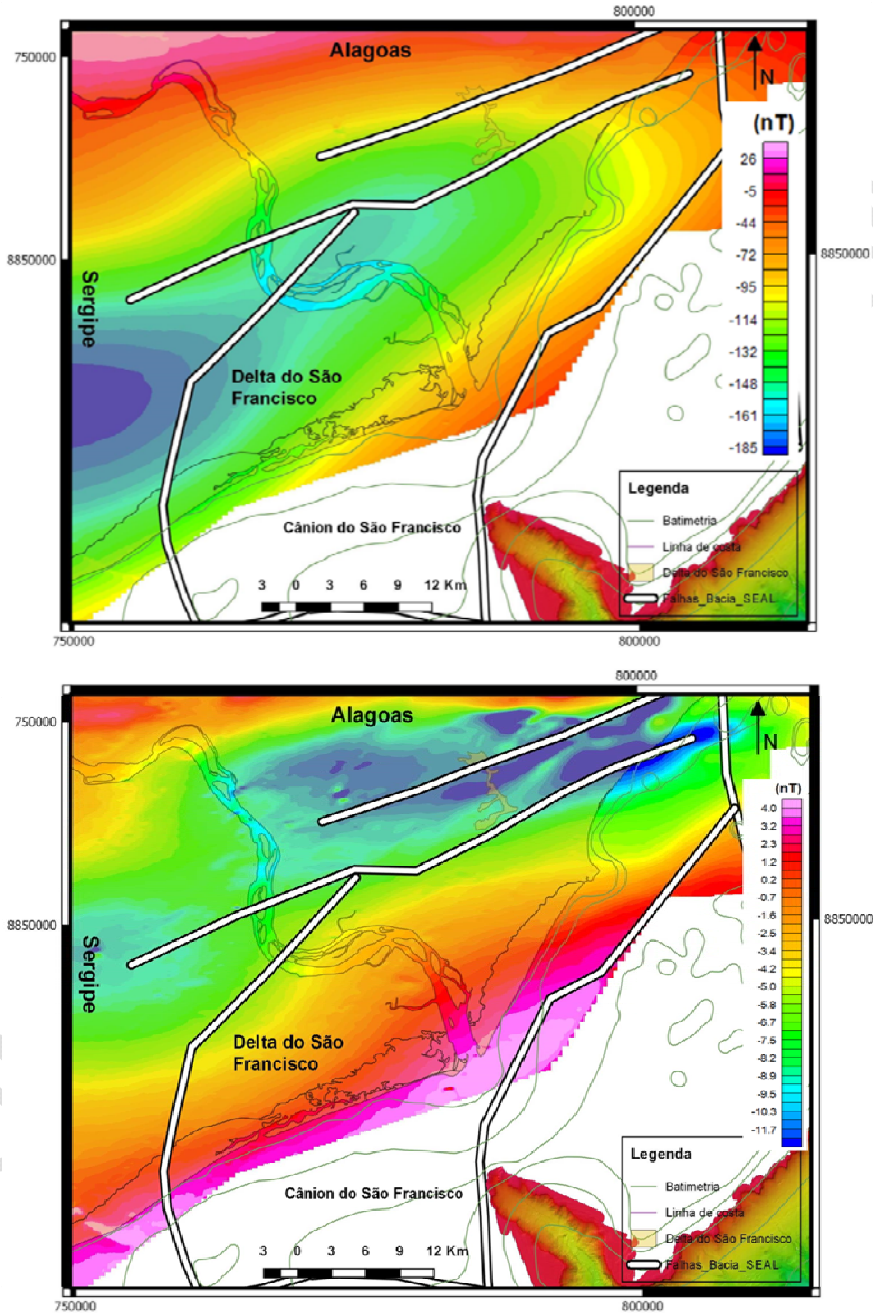 800000
750000
Alagoas
N
(nT)
26
-5
-44
-72
-95
-114
-132
-148
-161
-185
8850000
8850000
Sergipe
Delta do São
Francisco
Legenda
Batimetria
Linha de costa
Delta do São Francisco
Falhas_Bacia_SEAL
Cânion do São Francisco
3 0 3 6 9 12 Km
750000
800000
800000
750000
Alagoas
N
(nT)
4.0
3.2
2.3
1.2
0.2
-0.7
-1.6
-2.5
-3.4
-4.2
-5.0
-5.8
-6.7
-7.5
-8.2
-8.9
-9.5
-10.3
-11.7
8850000
8850000
Sergipe
Delta do São
Francisco
Legenda
Batimetria
Linha de costa
Delta do São Francisco
Falhas_Bacia_SEAL
Cânion do São Francisco
3 0 3 6 9 12 Km
750000
800000